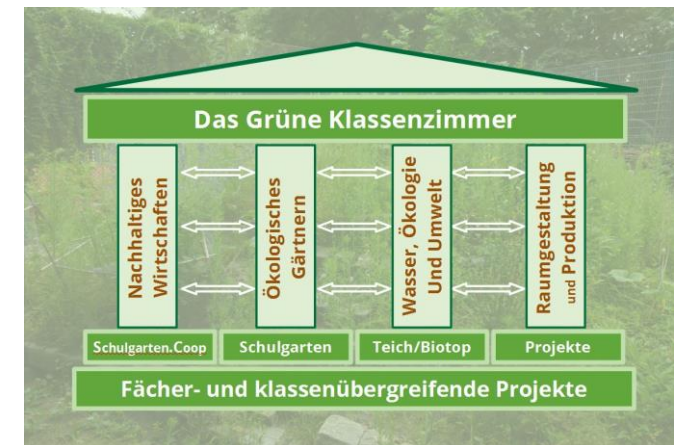 Das Grüne Klassenzimmer
Nachhaltiges
Wirtschaften
Ökologisches
Gärtnern
Wasser, Ökologie
Und Umwelt
Raumgestaltung
und Produktion
Schulgarten.Coop
Schulgarten
Teich/Biotop
Projekte
Fächer- und klassenübergreifende Projekte